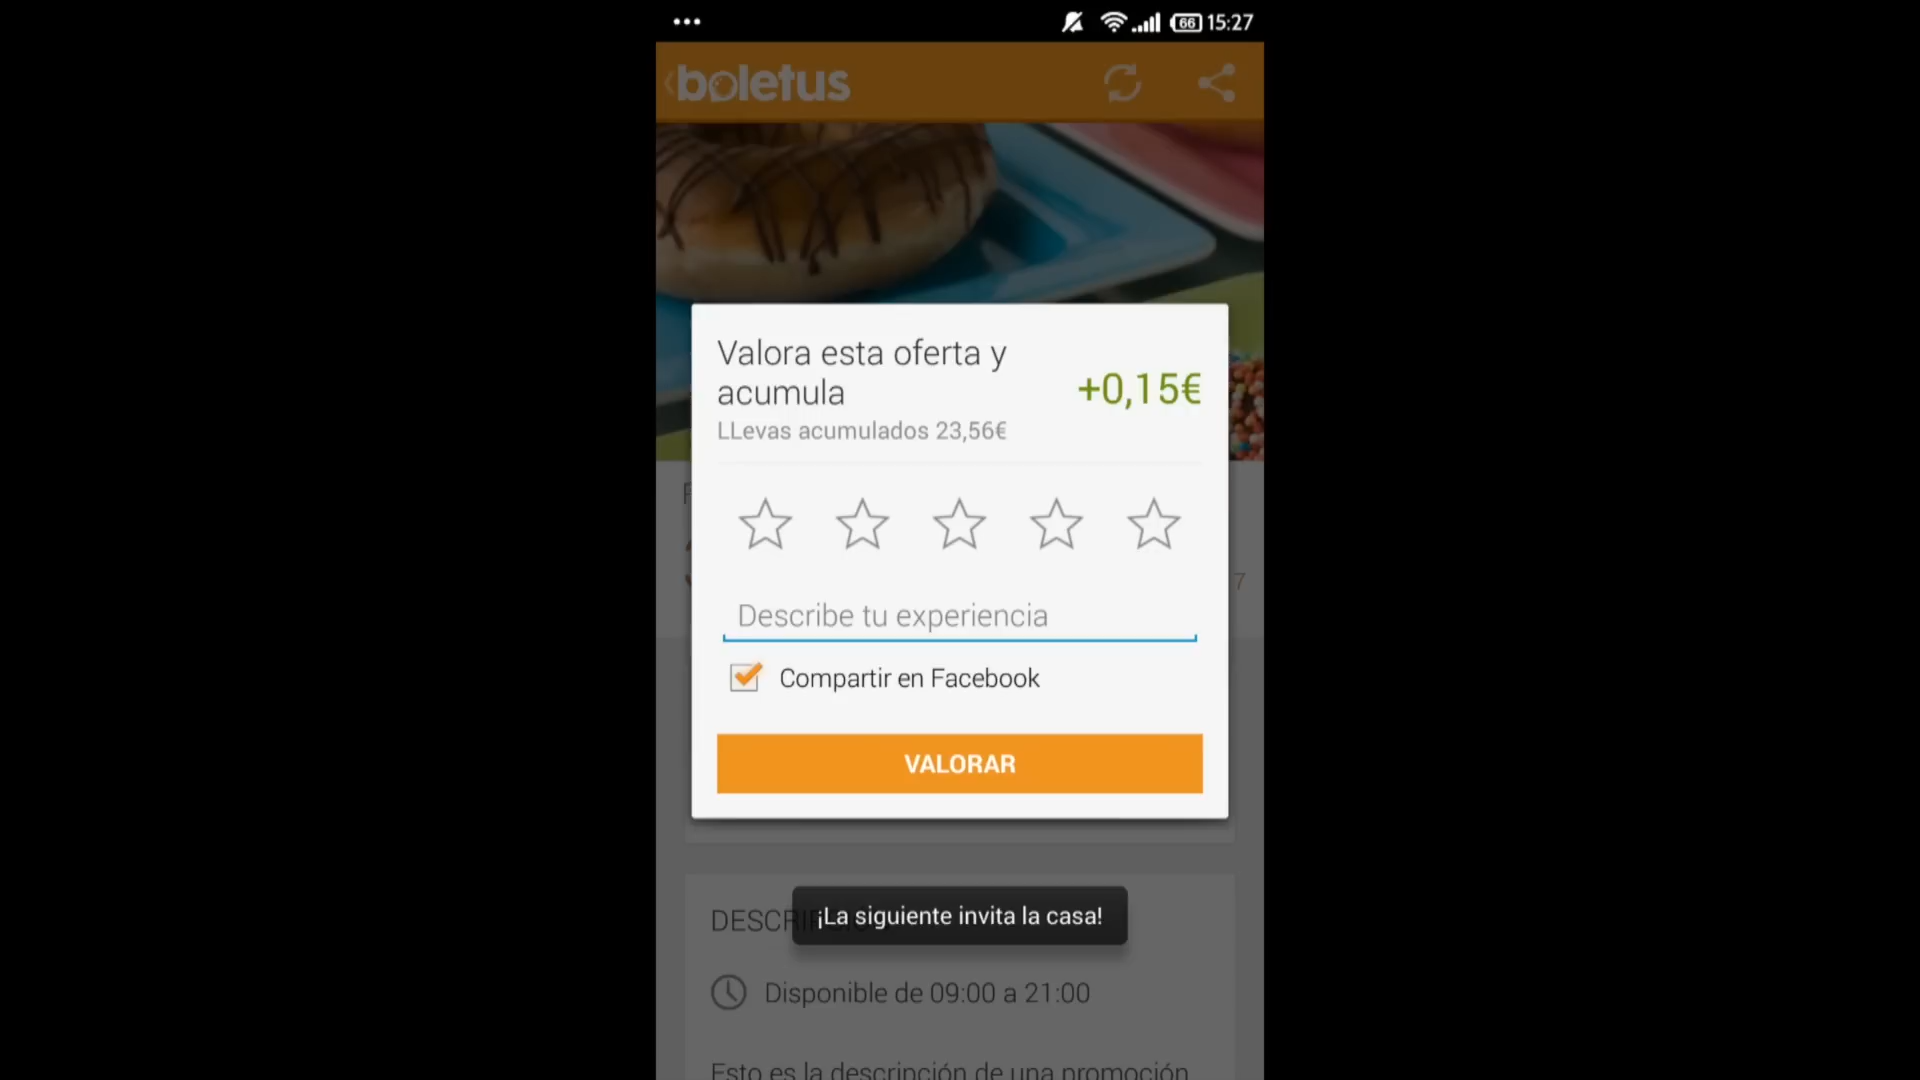 66 15:27
boletus
Valora esta oferta y
acumula
+0,15€
LLevas acumulados 23,56€
7
Describe tu experiencia
Compartir en Facebook
VALORAR
¡La siguiente invita la casa!
Disponible de 09:00 a 21:00
Esto es la descripción de una promoción